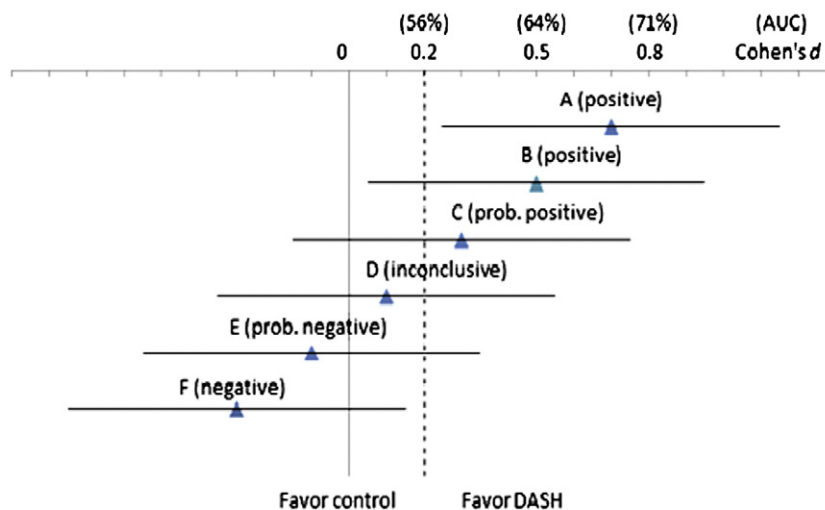 (56%) (64%) (71%) (AUC)
0 0.2 0.5 0.8 Cohen's d
A (positive)
B (positive)
C (prob. positive)
D (inconclusive)
E (prob. negative)
F (negative)
Favor control Favor DASH